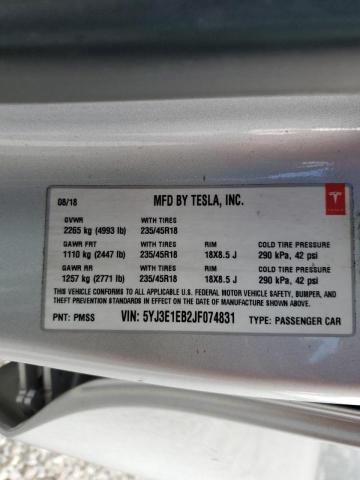 08/18 MFD BY TESLA, INC.
GVWR WITH TIRES
2265 kg (4993 lb) 235/45R18
GAWR FRT WITH TIRES RIM COLD TIRE PRESSURE
1110 kg (2447 lb) 235/45R18 18X8.5 J 290 kPa, 42 psi
GAWR RR WITH TIRES RIM COLD TIRE PRESSURE
1257 kg (2771 lb) 235/45R18 18X8.5 J 290 kPa, 42 psi
THIS VEHICLE CONFORMS TO ALL APPLICABLE U.S. FEDERAL MOTOR VEHICLE SAFETY, BUMPER, AND
THEFT PREVENTION STANDARDS IN EFFECT ON THE DATE OF MANUFACTURE SHOWN ABOVE.
PNT: PMSS VIN: 5YJ3E1EB2JF074831 TYPE: PASSENGER CAR